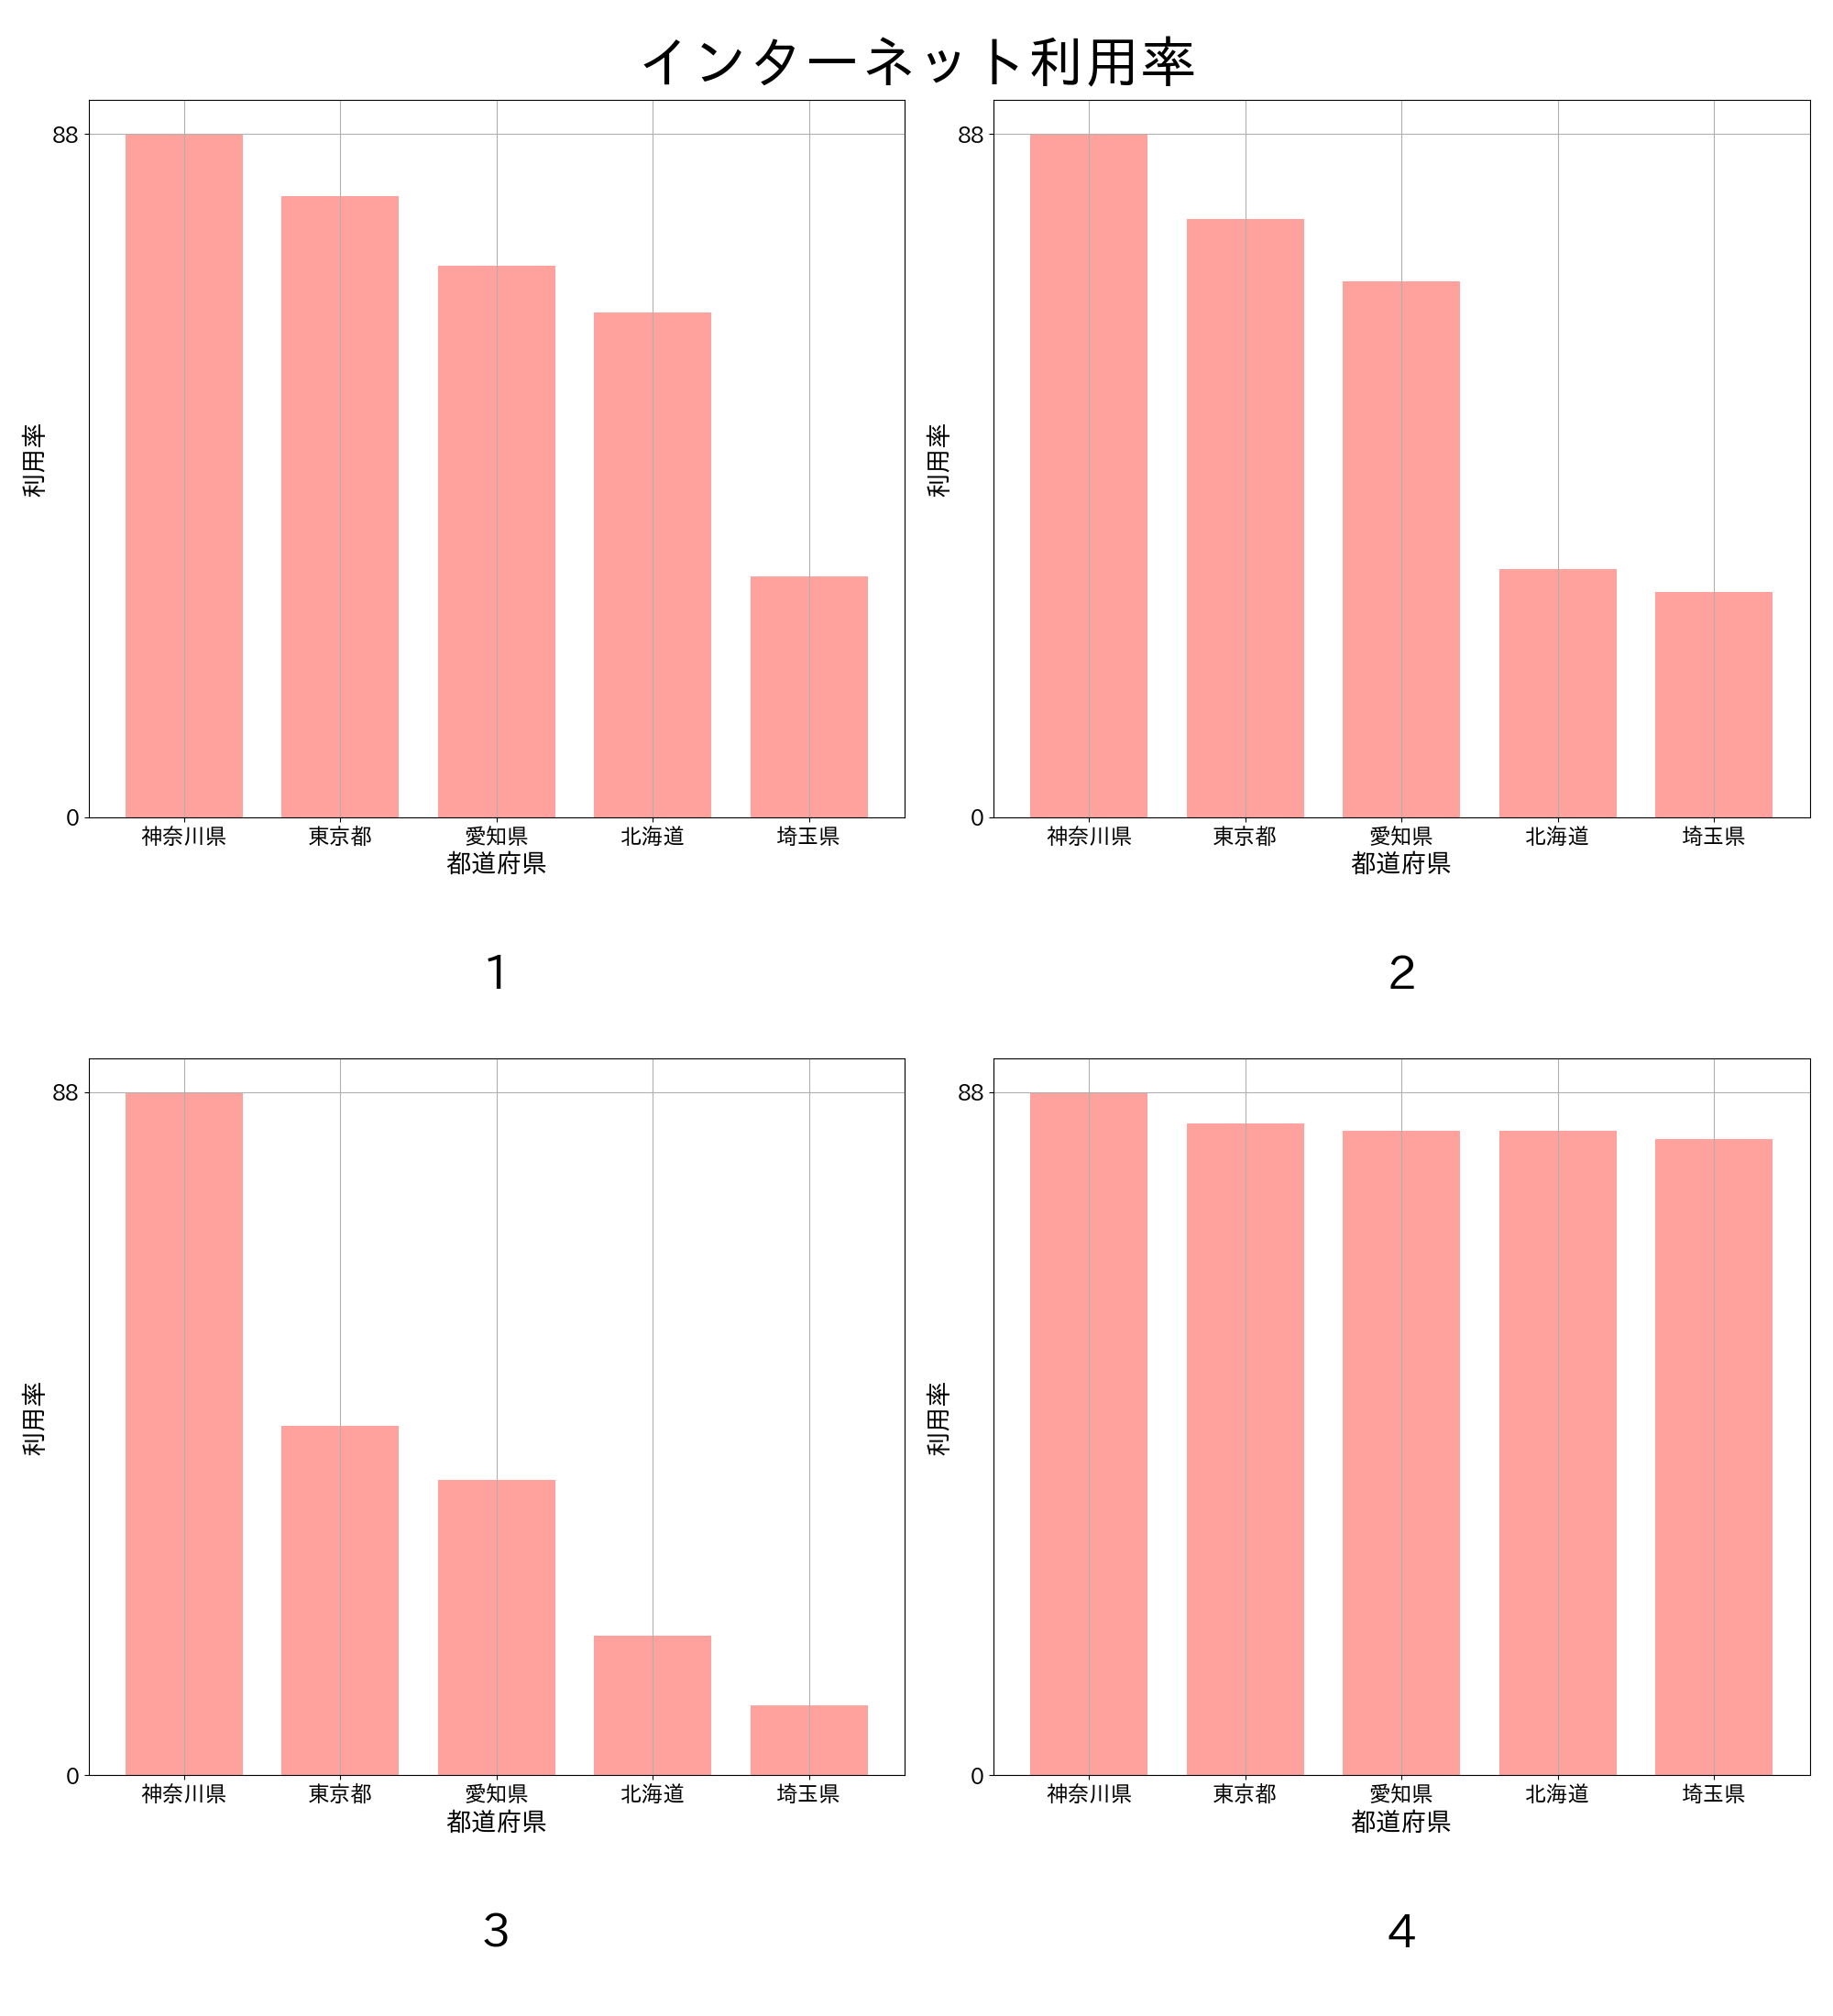 インターネット利用率
88
0
利用率
神奈川県 東京都 愛知県 北海道 埼玉県
都道府県
1
88
0
利用率
神奈川県 東京都 愛知県 北海道 埼玉県
都道府県
2
88
0
利用率
神奈川県 東京都 愛知県 北海道 埼玉県
都道府県
3
88
0
利用率
神奈川県 東京都 愛知県 北海道 埼玉県
都道府県
4